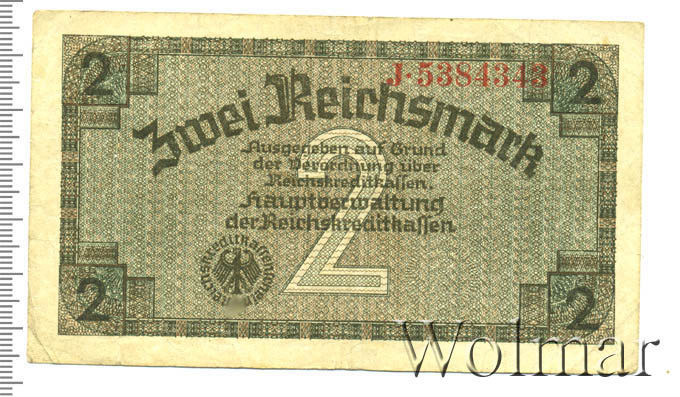 2 J·5384343 2
Zwei Reichsmark
Ausgegeben auf Grund
der Verordnung über
Reichskreditkassen.
Hauptverwaltung
der Reichskreditkassen
2
2 2
Wolmar